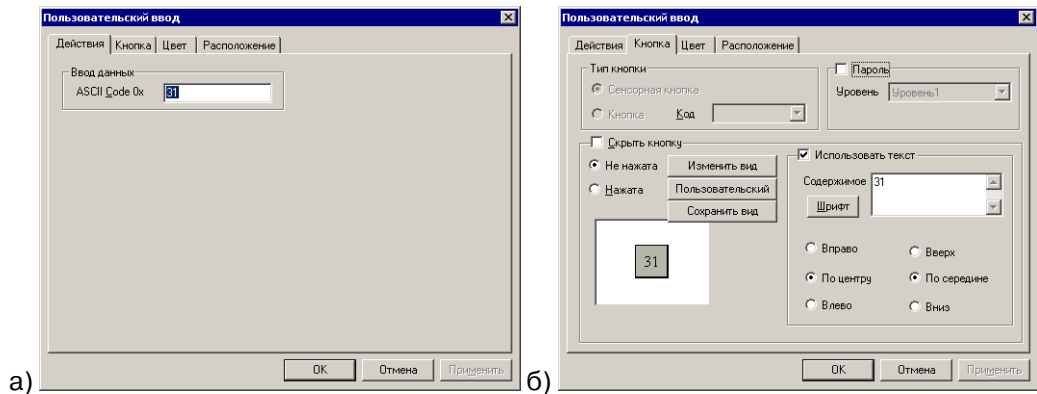 Пользовательский ввод
Действия Кнопка Цвет Расположение
Ввод данных
ASCII Code 0x 31
OK Отмена Применить
а)
Пользовательский ввод
Действия Кнопка Цвет Расположение
Тип кнопки
Сенсорная кнопка
Кнопка Код
Пароль
Уровень Уровень1
Скрыть кнопку
Не нажата Изменить вид
Нажата Пользовательский
Сохранить вид
31
Использовать текст
Содержимое 31
Шрифт
Вправо Вверх
По центру По середине
Влево Вниз
OK Отмена Применить
б)